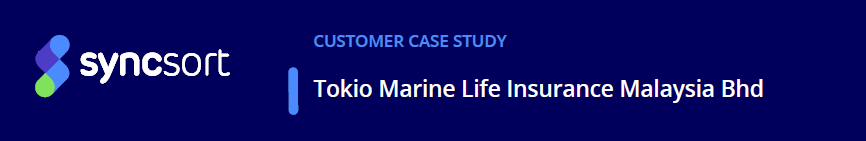 syncsort
CUSTOMER CASE STUDY
Tokio Marine Life Insurance Malaysia Bhd